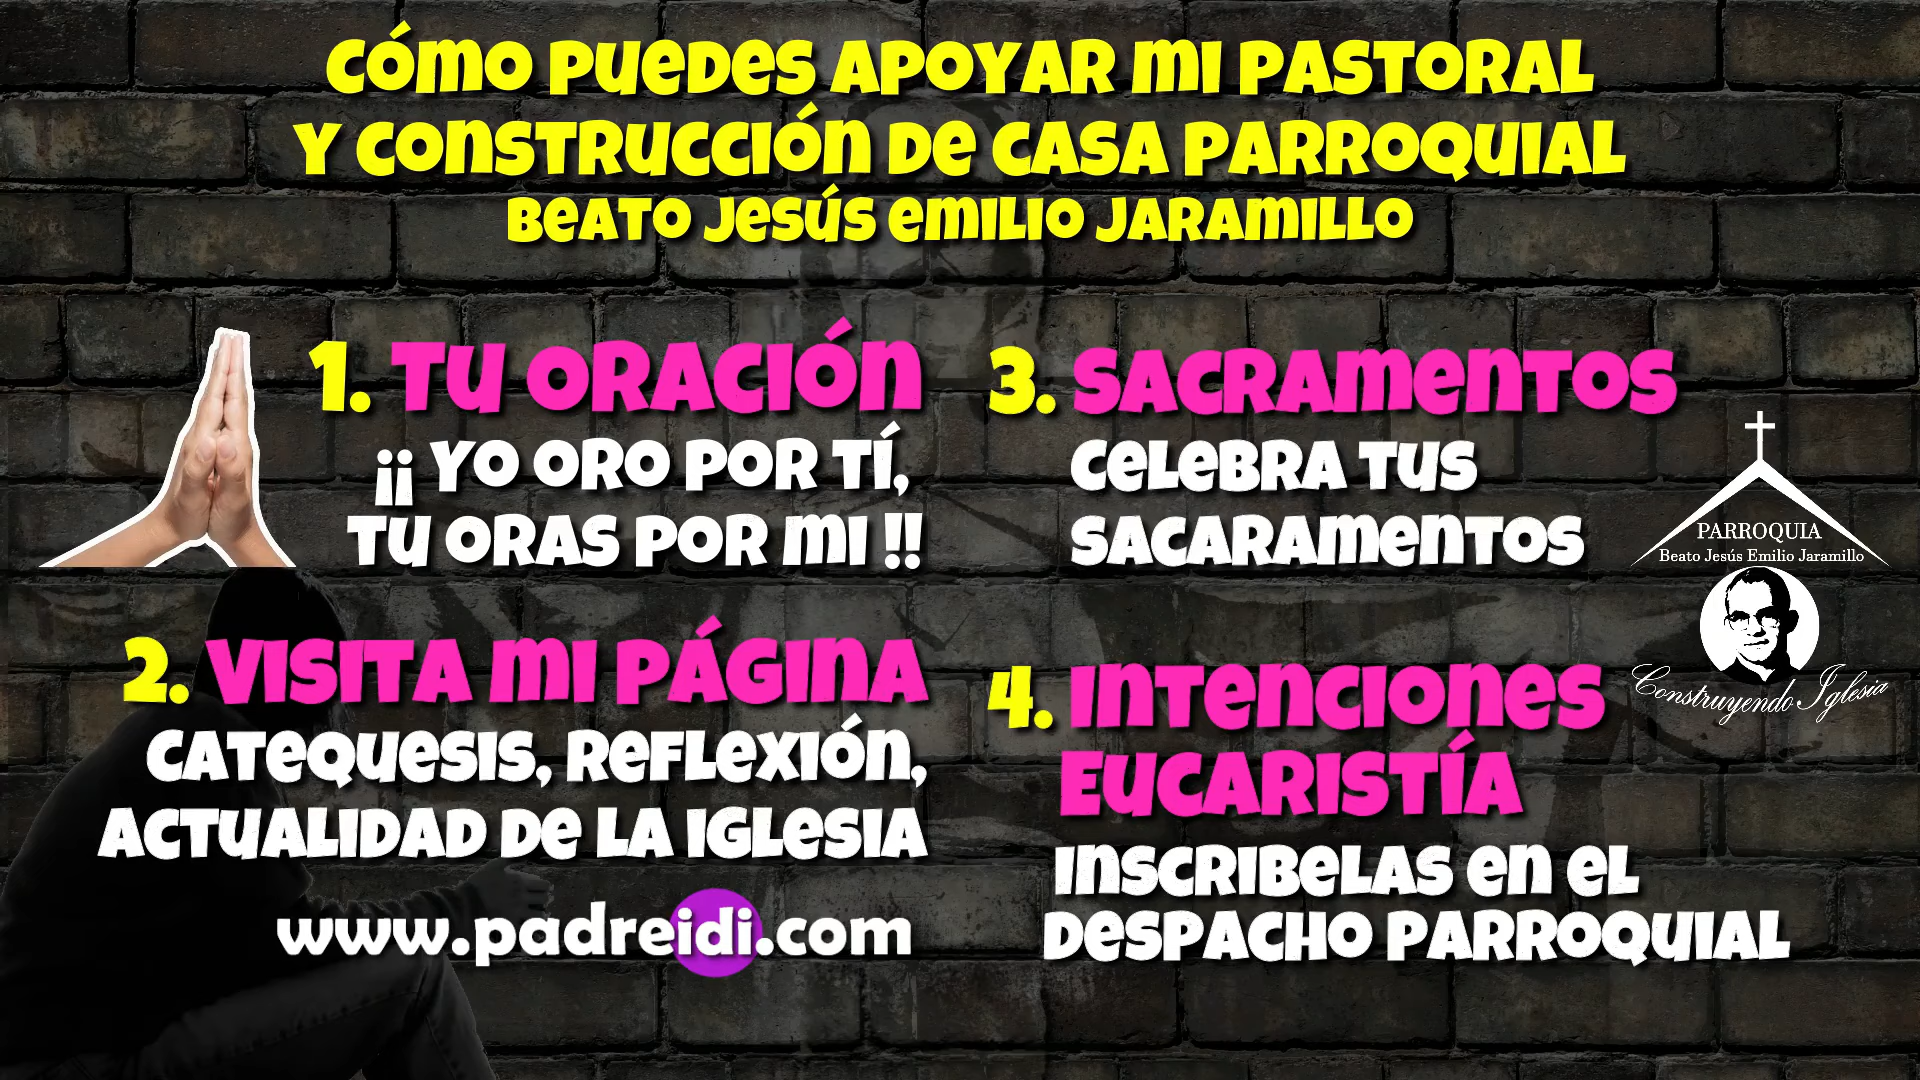 CÓMO PUEDES APOYAR MI PASTORAL
Y CONSTRUCCIÓN DE CASA PARROQUIAL
BEATO JESÚS EMILIO JARAMILLO
1. TU ORACIÓN
¡¡ YO ORO POR TÍ,
TU ORAS POR MI !!
2. VISITA MI PÁGINA
CATEQUESIS, REFLEXIÓN,
ACTUALIDAD DE LA IGLESIA
www.padreidi.com
3. SACRAMENTOS
CELEBRA TUS
SACARAMENTOS
4. INTENCIONES
EUCARISTÍA
INSCRIBELAS EN EL
DESPACHO PARROQUIAL
PARROQUIA
Beato Jesús Emilio Jaramillo
Construyendo Iglesia